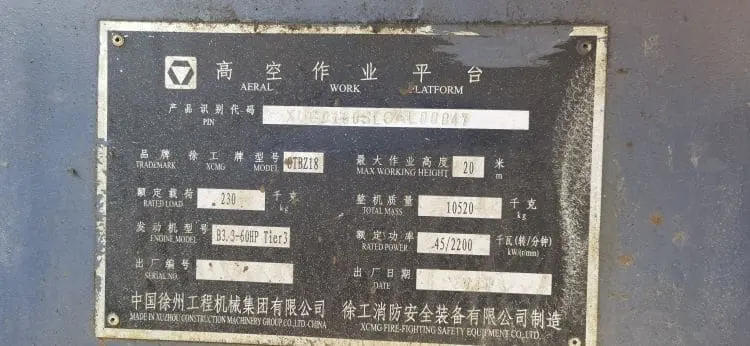 高空作业平台
AERAL WORK PLATFORM
产品识别代码
PIN
品牌 徐工牌 型号 GTBZ18 最大作业高度 20 米
TRADEMARK XCMG MODEL MAX WORKING HEIGHT m
额定载荷 230 千克 整机质量 10520 千克
RATED LOAD kg TOTAL MASS kg
发动机型号 B3.3-60HP Tier3 额定功率 45/2200 千瓦(转/分钟)
ENGINE MODEL RATED POWER kW/(r/mm)
出厂编号 出厂日期
SERIAL NO. DATE
中国徐州工程机械集团有限公司 徐工消防安全装备有限公司制造
MADE IN XUZHOU CONSTRUCTION MACHINERY GROUP CO.,LTD·CHINA XCMG FIRE-FIGHTING SAFETY EQUIPMENT CO.,LTD.